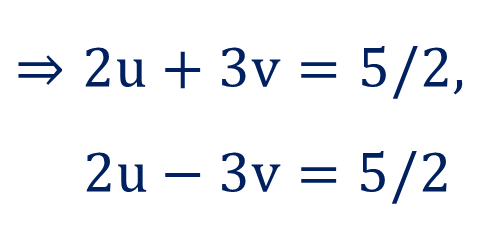 ⇒ 2u + 3v = 5/2,
2u − 3v = 5/2